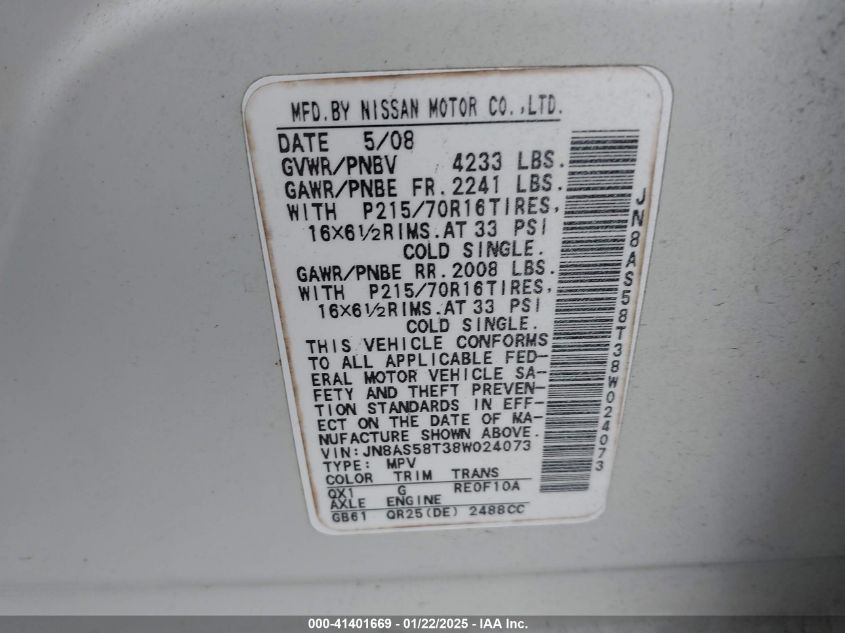 MFD.BY NISSAN MOTOR CO.,LTD.
DATE 5/08
GVWR/PNBV 4233 LBS.
GAWR/PNBE FR. 2241 LBS.
WITH P215/70R16TIRES,
16X6½RIMS.AT 33 PSI
COLD SINGLE.
GAWR/PNBE RR. 2008 LBS.
WITH P215/70R16TIRES,
16X6½RIMS.AT 33 PSI
COLD SINGLE.
THIS VEHICLE CONFORMS
TO ALL APPLICABLE FED-
ERAL MOTOR VEHICLE SA-
FETY AND THEFT PREVEN-
TION STANDARDS IN EFF-
ECT ON THE DATE OF MA-
NUFACTURE SHOWN ABOVE.
VIN:JN8AS58T38W024073
TYPE: MPV
COLOR TRIM TRANS
QX1 G RE0F10A
AXLE ENGINE
GB61 QR25(DE) 2488CC
JN8AS58T38W024073
000-41401669 - 01/22/2025 - IAA Inc.